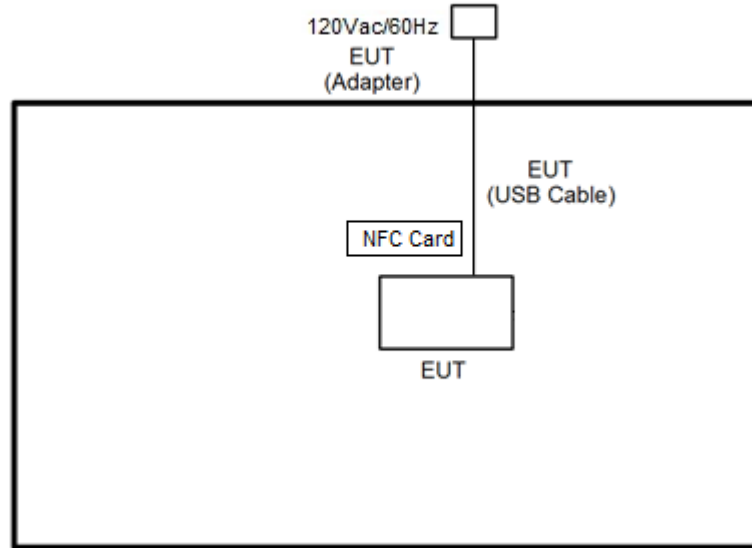 120Vac/60Hz
EUT
(Adapter)
EUT
(USB Cable)
NFC Card
EUT